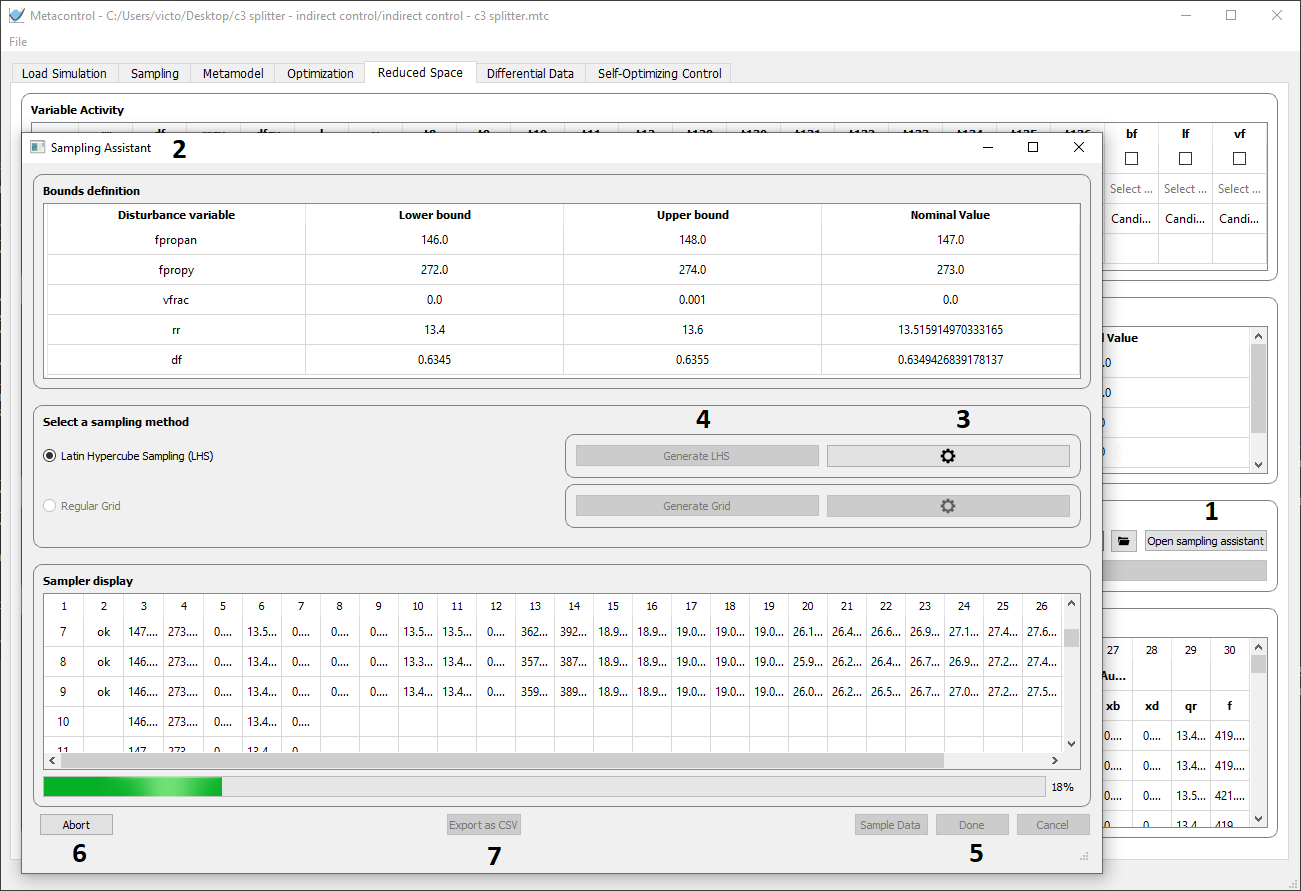 Metacontrol - C:/Users/victo/Desktop/c3 splitter - indirect control/indirect control - c3 splitter.mtc
File
Load Simulation Sampling Metamodel Optimization Reduced Space Differential Data Self-Optimizing Control
Variable Activity
bf lf vf
Select ... Select ... Select ...
Candi... Candi... Candi...
Sampling Assistant 2
Bounds definition
Disturbance variable Lower bound Upper bound Nominal Value
fpropan 146.0 148.0 147.0
fpropy 272.0 274.0 273.0
vfrac 0.0 0.001 0.0
rr 13.4 13.6 13.515914970333165
df 0.6345 0.6355 0.6349426839178137
Value
.0
.0
Select a sampling method
4 3
Latin Hypercube Sampling (LHS) Generate LHS
Regular Grid Generate Grid
1
Open sampling assistant
Sampler display
1 2 3 4 5 6 7 8 9 10 11 12 13 14 15 16 17 18 19 20 21 22 23 24 25 26
7 ok 147.... 273.... 0.... 13.5... 0.... 0.... 0.... 13.5... 13.5... 0.... 362... 392... 18.9... 18.9... 19.0... 19.0... 19.0... 26.1... 26.4... 26.6... 26.9... 27.1... 27.4... 27.6...
8 ok 146.... 273.... 0.... 13.4... 0.... 0.... 0.... 13.3... 13.4... 0.... 357... 387... 18.9... 18.9... 19.0... 19.0... 19.0... 25.9... 26.2... 26.4... 26.7... 26.9... 27.2... 27.4...
9 ok 146.... 273.... 0.... 13.4... 0.... 0.... 0.... 13.4... 13.4... 0.... 359... 389... 18.9... 18.9... 19.0... 19.0... 19.0... 26.0... 26.2... 26.5... 26.7... 27.0... 27.2... 27.5...
10 146.... 273.... 0.... 13.4... 0....
11 147 273 0 13.4 0
18%
27 28 29 30
Au...
xb xd qr f
0.... 0.... 13.4... 419....
0.... 0.... 13.4... 419....
0.... 0.... 13.5... 421....
0 0 13.4 419
Abort Export as CSV Sample Data Done Cancel
6 7 5